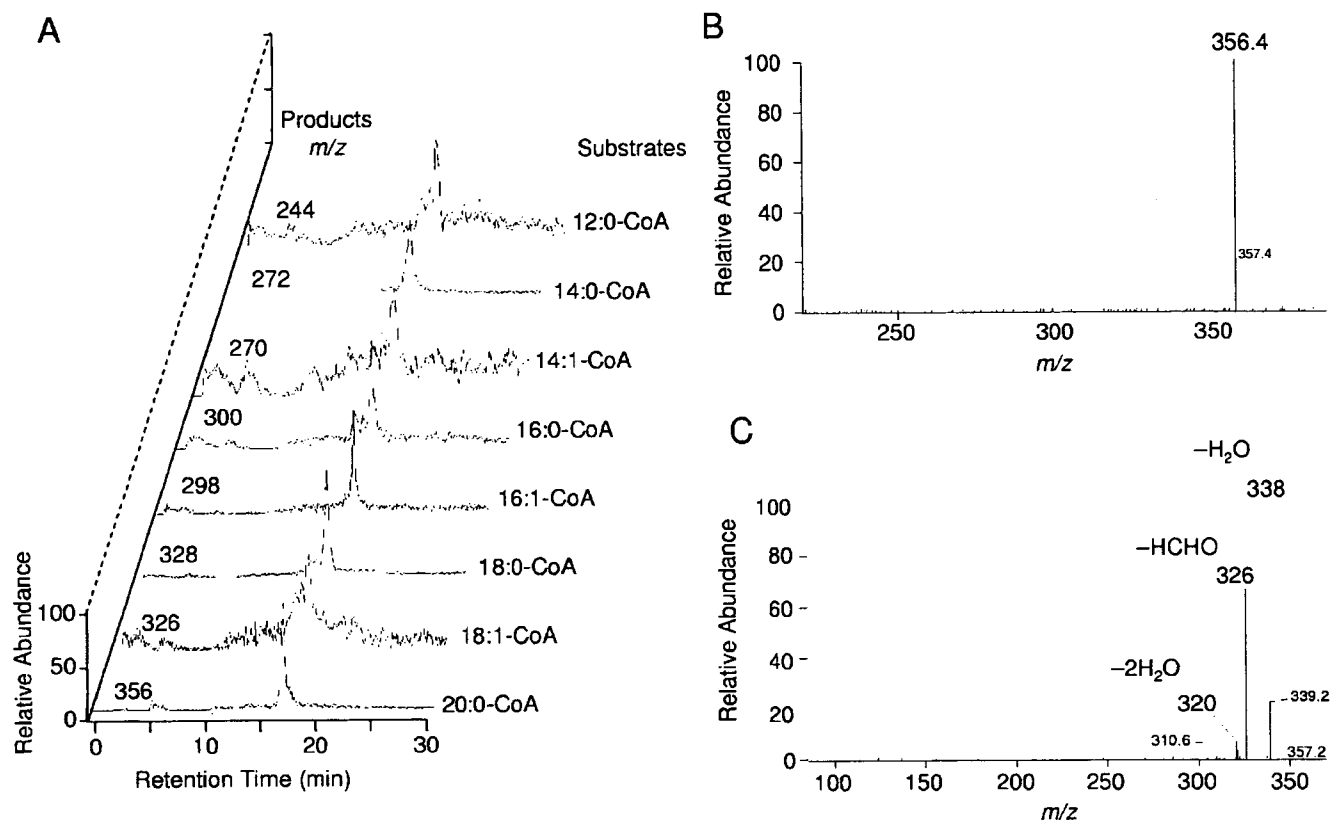 A
Products
m/z
Substrates
244
12:0-CoA
272
14:0-CoA
270
14:1-CoA
300
16:0-CoA
298
16:1-CoA
328
18:0-CoA
326
18:1-CoA
356
20:0-CoA
Relative Abundance
100
50
0
0
10
20
30
Retention Time (min)
B
356.4
Relative Abundance
100
80
60
40
20
0
357.4
250
300
350
m/z
C
–H₂O
338
–HCHO
326
–2H₂O
320
310.6
339.2
357.2
Relative Abundance
100
80
60
40
20
0
100
150
200
250
300
350
m/z